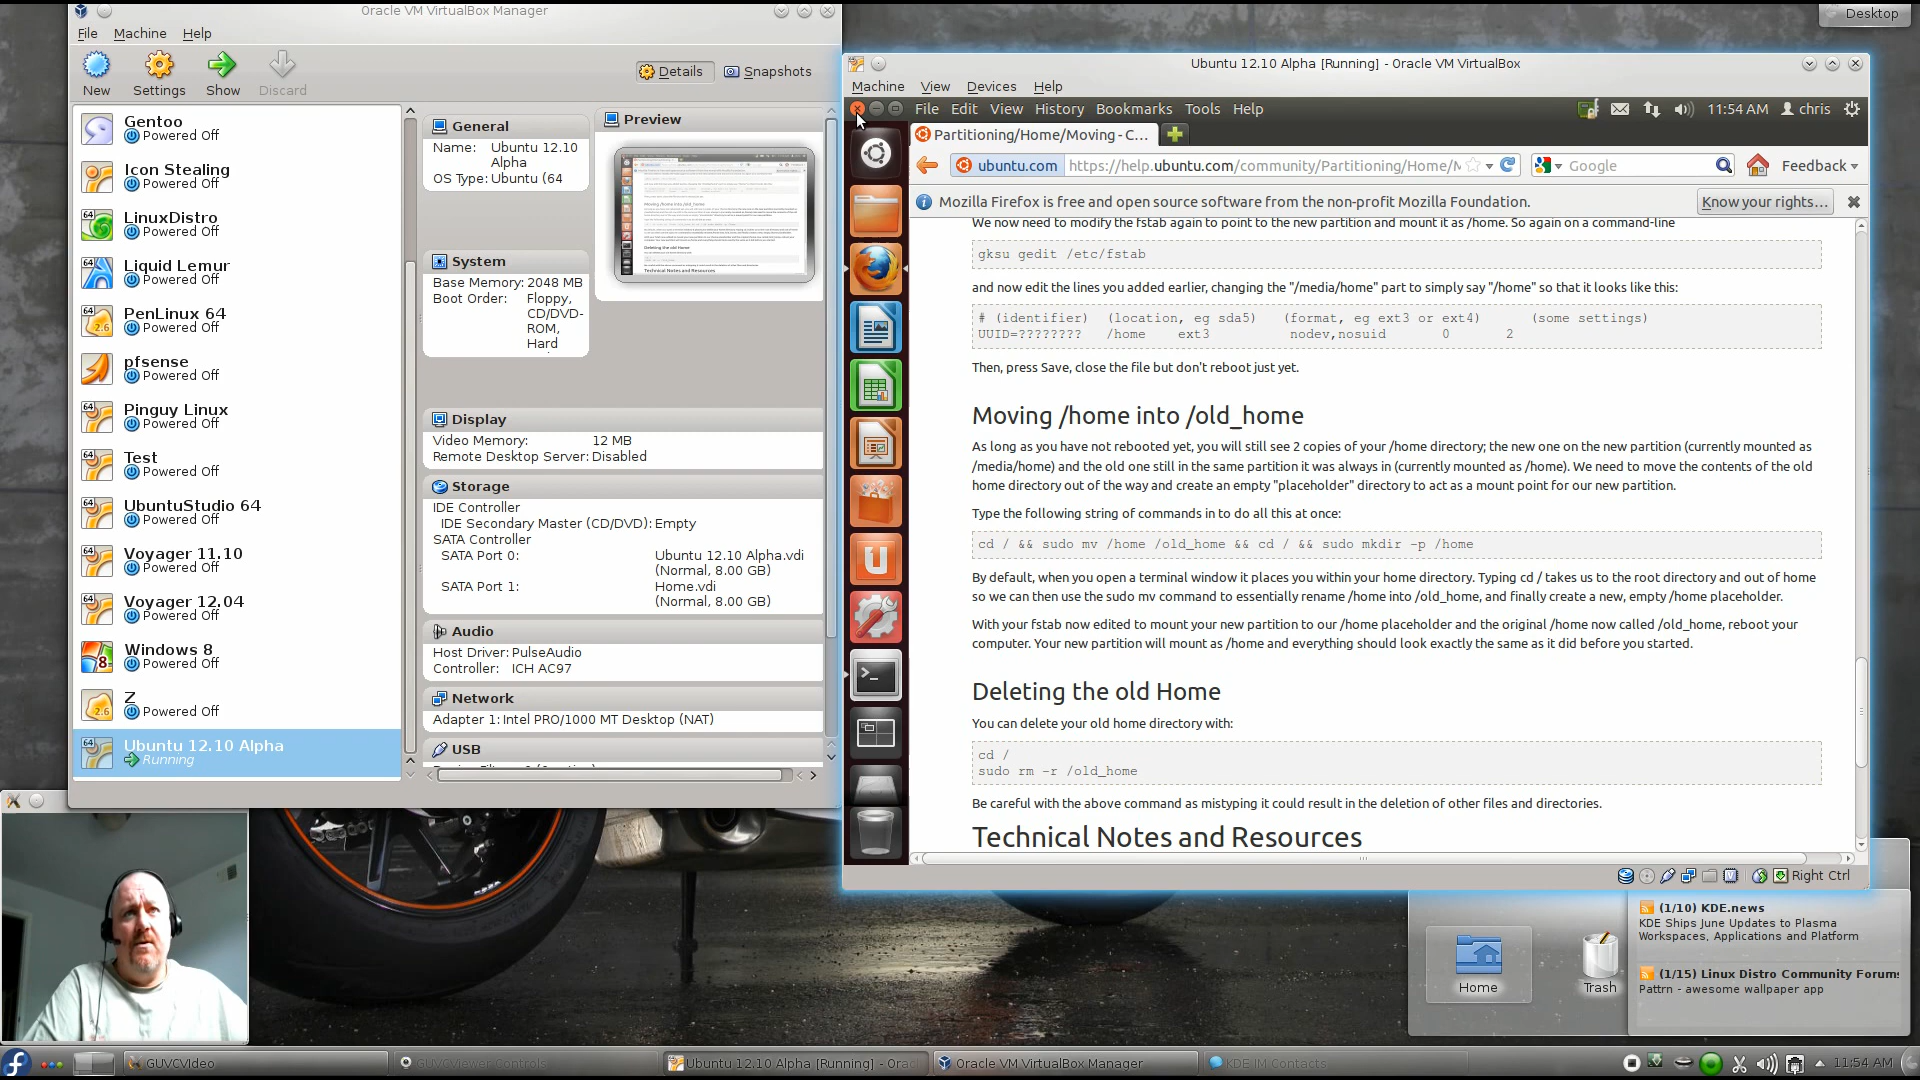 Oracle VM VirtualBox Manager
File Machine Help
New Settings Start Discard
Details Snapshots
Gentoo
Powered Off
Icon Stealing
Powered Off
LinuxDistro
Powered Off
Liquid Lemur
Powered Off
PenLinux 64
Powered Off
pfsense
Powered Off
Pinguy Linux
Powered Off
Test
Powered Off
UbuntuStudio 64
Powered Off
Voyager 11.10
Powered Off
Voyager 12.04
Powered Off
Windows 8
Powered Off
Z
Powered Off
Ubuntu 12.10 Alpha
Running
General
Name: Ubuntu 12.10
Alpha
OS Type: Ubuntu (64
System
Base Memory: 2048 MB
Boot Order: Floppy,
CD/DVD-
ROM,
Hard
Preview
Display
Video Memory: 12 MB
Remote Desktop Server: Disabled
Storage
IDE Controller
IDE Secondary Master (CD/DVD): Empty
SATA Controller
SATA Port 0: Ubuntu 12.10 Alpha.vdi
(Normal, 8.00 GB)
SATA Port 1: Home.vdi
(Normal, 8.00 GB)
Audio
Host Driver: PulseAudio
Controller: ICH AC97
Network
Adapter 1: Intel PRO/1000 MT Desktop (NAT)
USB
Desktop
Ubuntu 12.10 Alpha [Running] - Oracle VM VirtualBox
Machine View Devices Help
File Edit View History Bookmarks Tools Help
11:54 AM chris
Partitioning/Home/Moving - C...
ubuntu.com https://help.ubuntu.com/community/Partitioning/Home/M
Google
Feedback
Mozilla Firefox is free and open source software from the non-profit Mozilla Foundation.
Know your rights...
We now need to modify the fstab again to point to the new partition and mount it as /home. So again on a command-line
gksu gedit /etc/fstab
and now edit the lines you added earlier, changing the "/media/home" part to simply say "/home" so that it looks like this:
# (identifier) (location, eg sda5) (format, eg ext3 or ext4) (some settings)
UUID=???????? /home ext3 nodev,nosuid 0 2
Then, press Save, close the file but don't reboot just yet.
Moving /home into /old_home
As long as you have not rebooted yet, you will still see 2 copies of your /home directory; the new one on the new partition (currently mounted as
/media/home) and the old one still in the same partition it was always in (currently mounted as /home). We need to move the contents of the old
home directory out of the way and create an empty "placeholder" directory to act as a mount point for our new partition.
Type the following string of commands in to do all this at once:
cd / && sudo mv /home /old_home && cd / && sudo mkdir -p /home
By default, when you open a terminal window it places you within your home directory. Typing cd / takes us to the root directory and out of home
so we can then use the sudo mv command to essentially rename /home into /old_home, and finally create a new, empty /home placeholder.
With your fstab now edited to mount your new partition to our /home placeholder and the original /home now called /old_home, reboot your
computer. Your new partition will mount as /home and everything should look exactly the same as it did before you started.
Deleting the old Home
You can delete your old home directory with:
cd /
sudo rm -r /old_home
Be careful with the above command as mistyping it could result in the deletion of other files and directories.
Technical Notes and Resources
Right Ctrl
Home
Trash
(1/10) KDE.news
KDE Ships June Updates to Plasma
Workspaces, Applications and Platform
(1/15) Linux Distro Community Forums
Pattrn - awesome wallpaper app
GUVCVideo
GUVCViewer Controls
Ubuntu 12.10 Alpha [Running] - Orac
Oracle VM VirtualBox Manager
KDE IM Contacts
11:54 AM